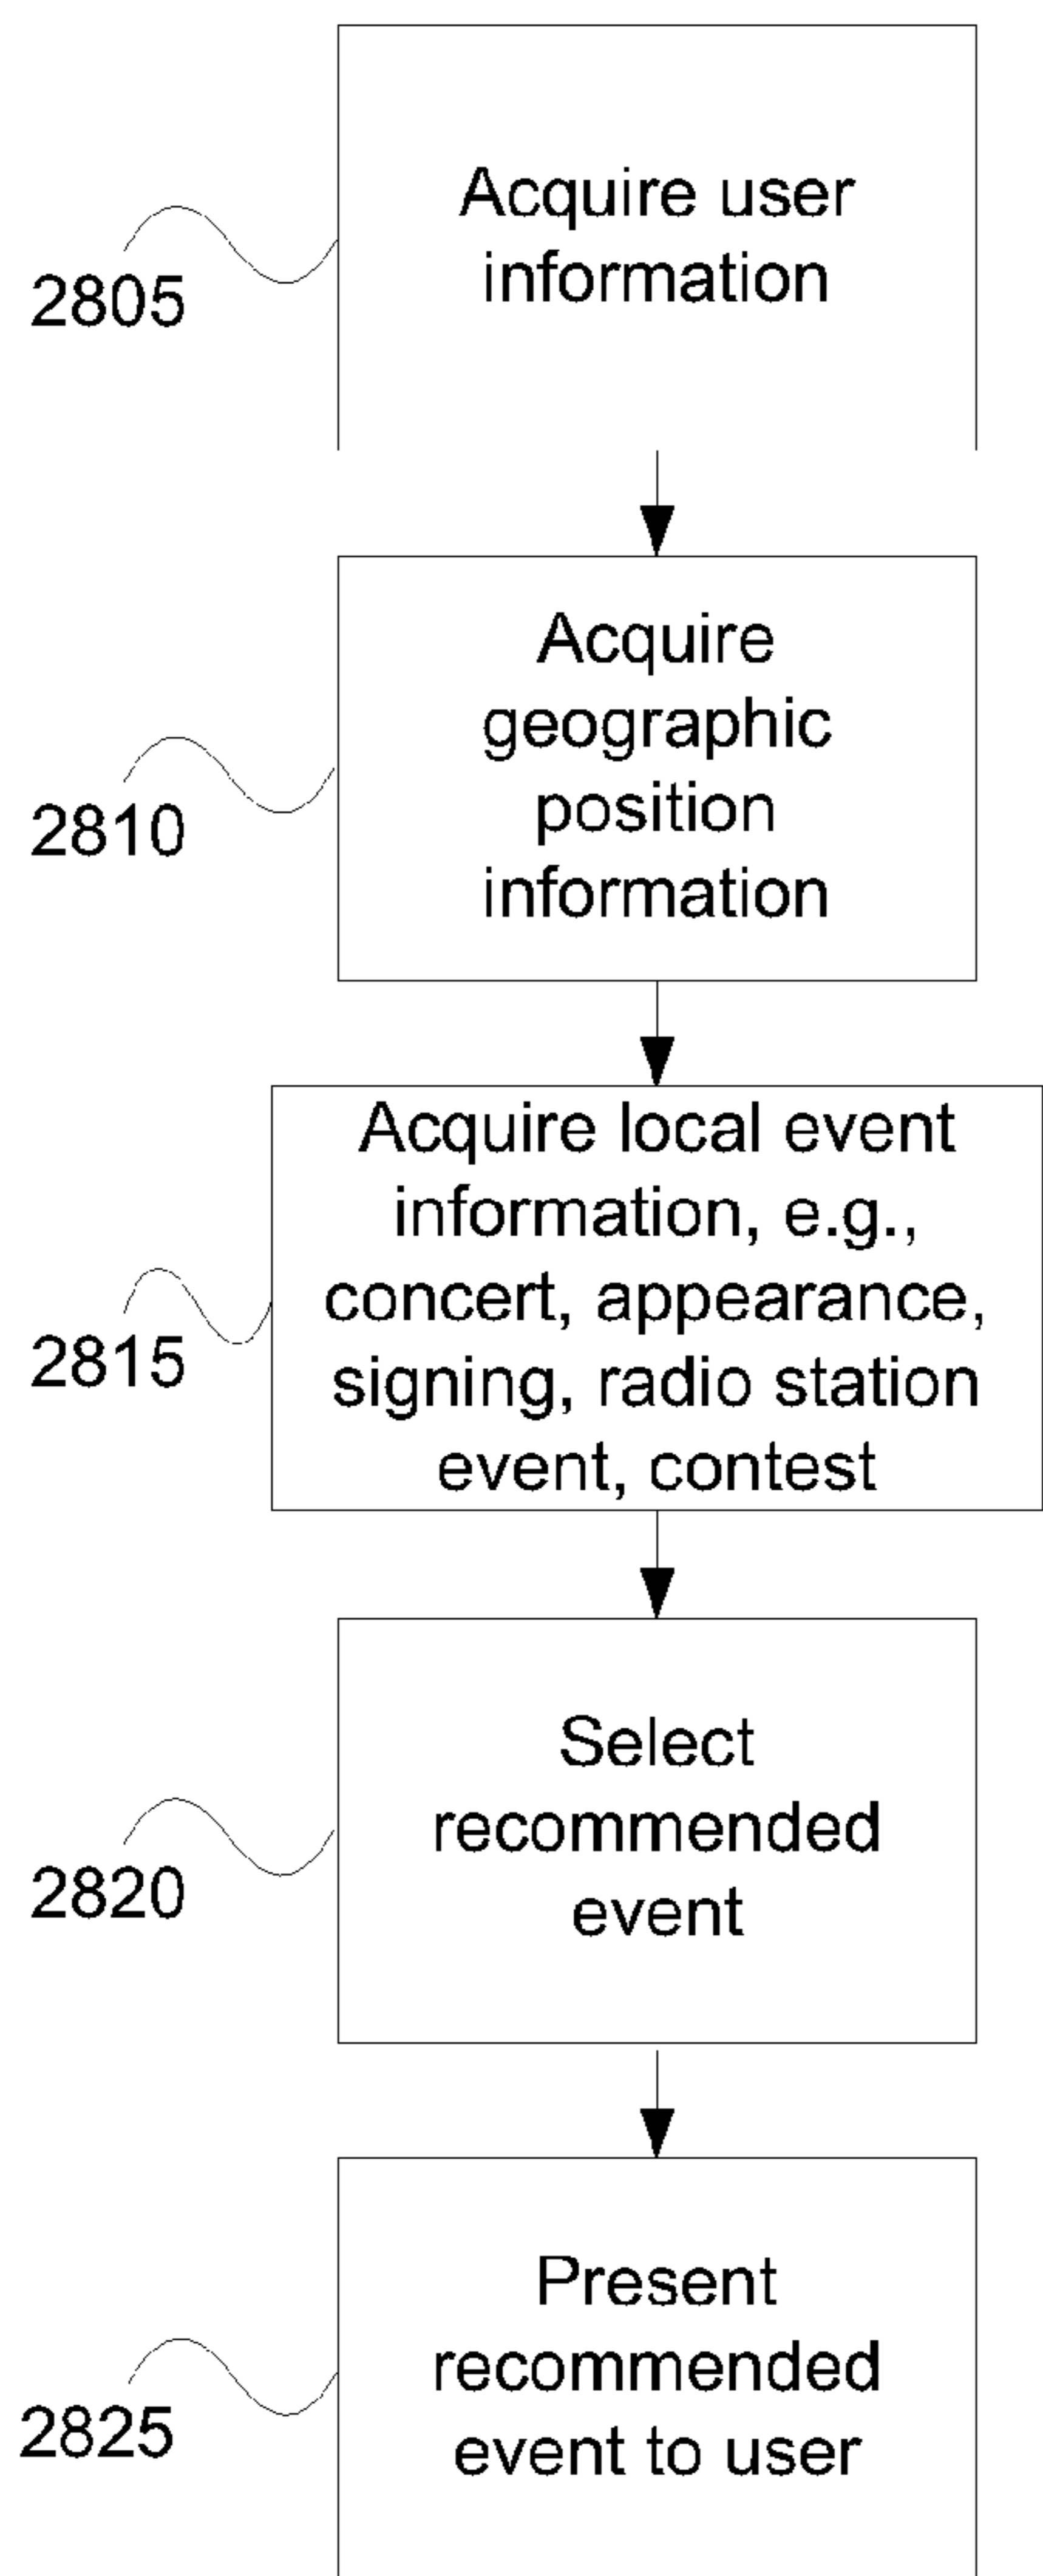 Acquire user
information
2805
Acquire
geographic
position
information
2810
Acquire local event
information, e.g.,
concert, appearance,
signing, radio station
event, contest
2815
Select
recommended
event
2820
Present
recommended
event to user
2825